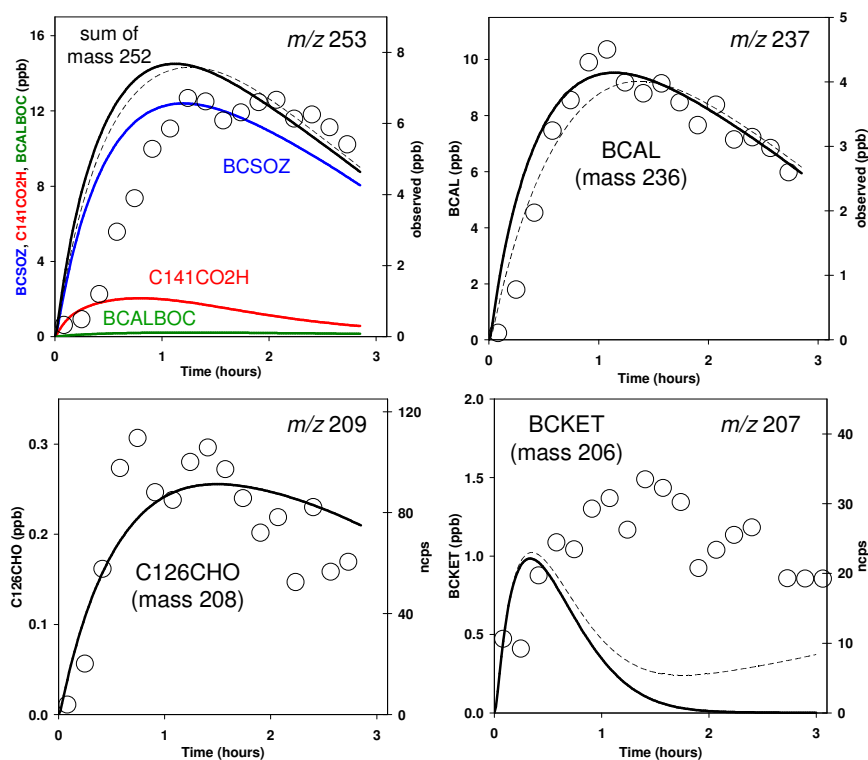 sum of
mass 252
m/z 253
BCSOZ
C141CO2H
BCALBOC
BCSOZ, C141CO2H, BCALBOC (ppb)
16
12
8
4
0
8
6
4
2
0
observed (ppb)
0
1
2
3
Time (hours)
m/z 237
BCAL
(mass 236)
BCAL (ppb)
10
8
6
4
2
0
5
4
3
2
1
0
observed (ppb)
0
1
2
3
Time (hours)
m/z 209
C126CHO
(mass 208)
C126CHO (ppb)
0.3
0.2
0.1
0.0
120
80
40
0
ncps
0
1
2
3
Time (hours)
BCKET
(mass 206)
m/z 207
BCKET (ppb)
2.0
1.5
1.0
0.5
0.0
40
30
20
10
0
ncps
0
1
2
3
Time (hours)